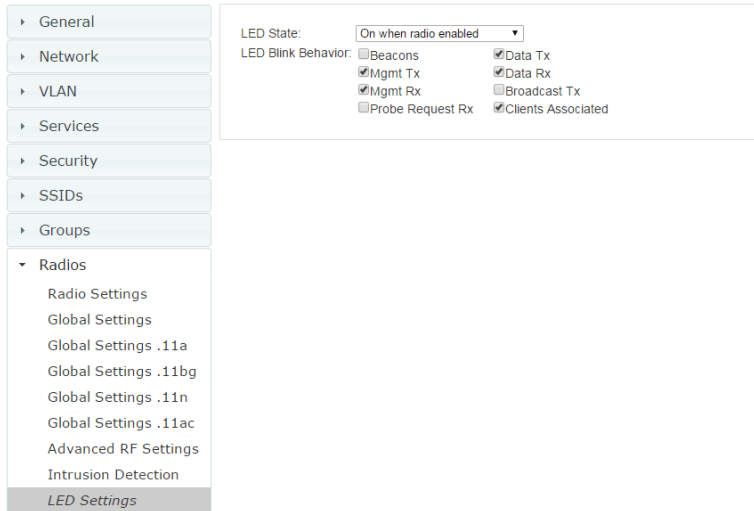 General
Network
VLAN
Services
Security
SSIDs
Groups
Radios
Radio Settings
Global Settings
Global Settings .11a
Global Settings .11bg
Global Settings .11n
Global Settings .11ac
Advanced RF Settings
Intrusion Detection
LED Settings
LED State: On when radio enabled
LED Blink Behavior: Beacons Data Tx
Mgmt Tx Data Rx
Mgmt Rx Broadcast Tx
Probe Request Rx Clients Associated